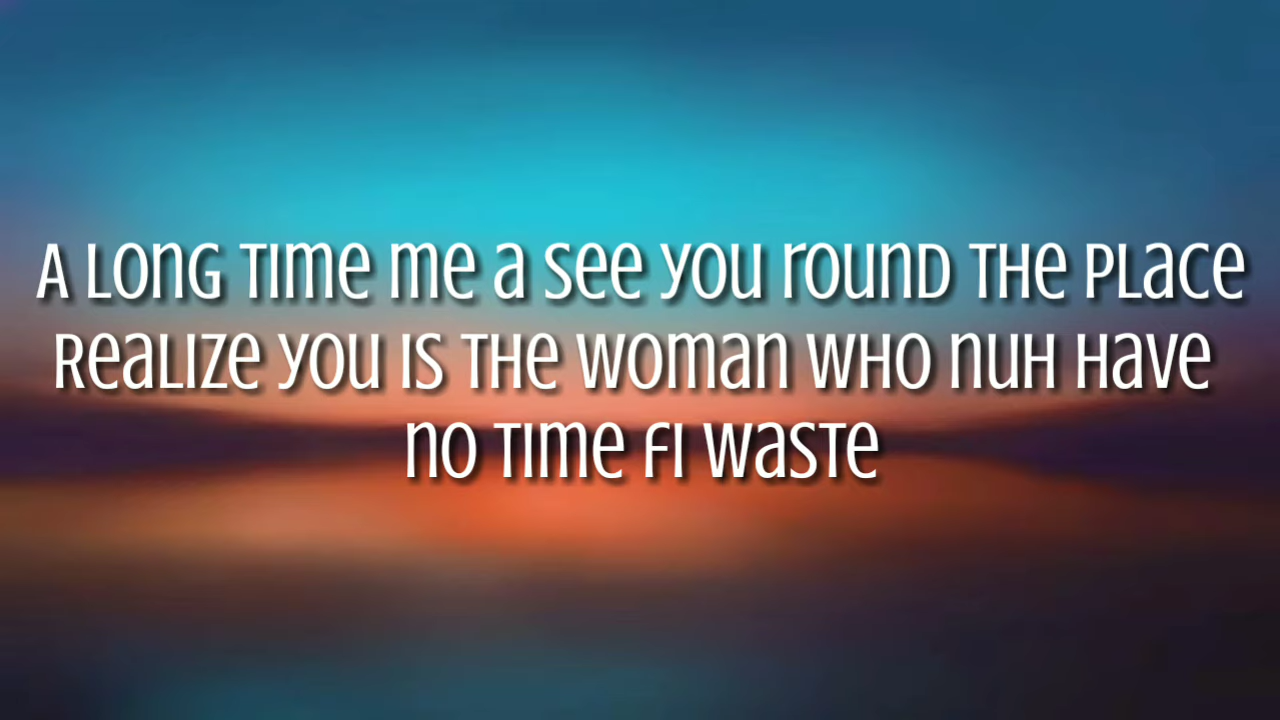 A Long Time me a see you round the place
Realize you is the woman who nuh have
no time fi waste